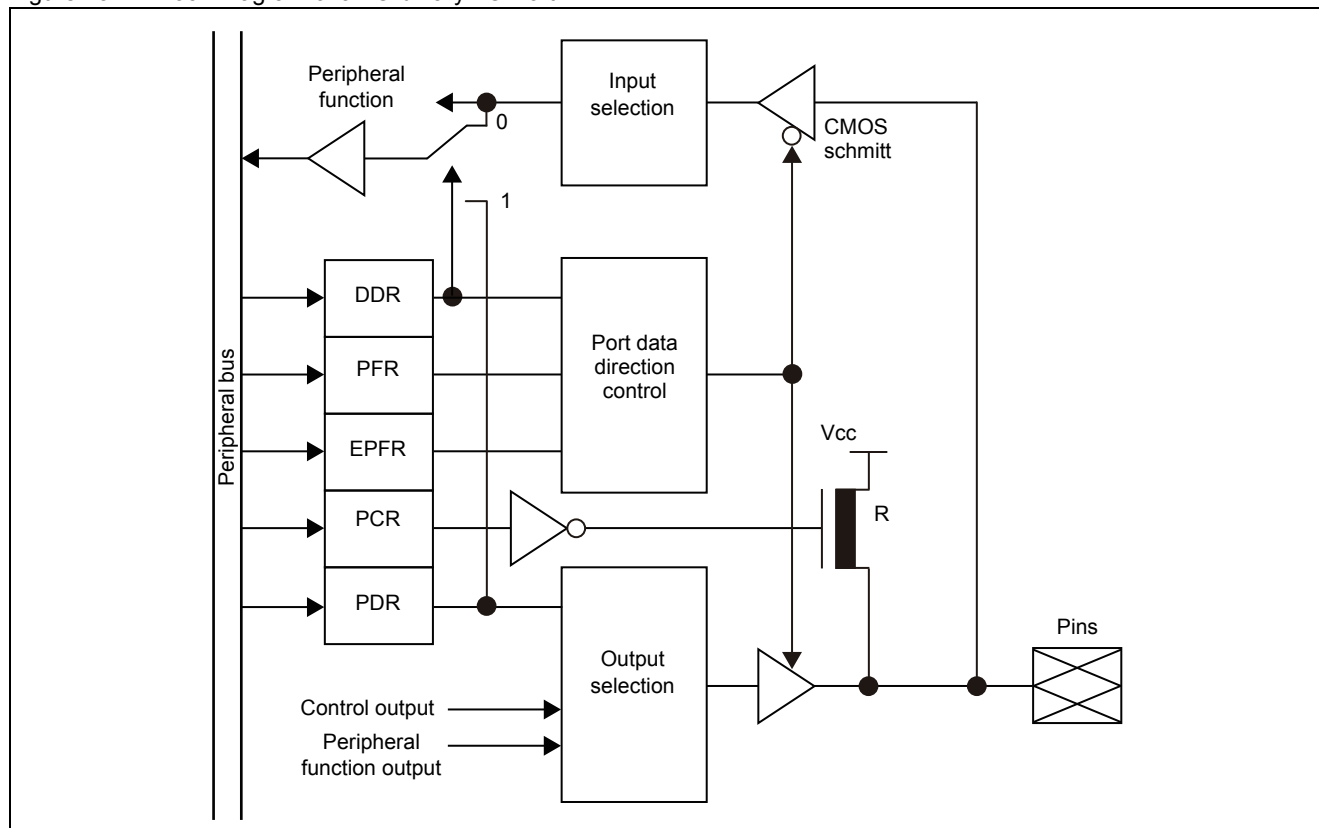 Peripheral
function
Input
selection
0
CMOS
schmitt
1
DDR
PFR
EPFR
PCR
PDR
Peripheral bus
Port data
direction
control
Vcc
R
Output
selection
Pins
Control output
Peripheral
function output